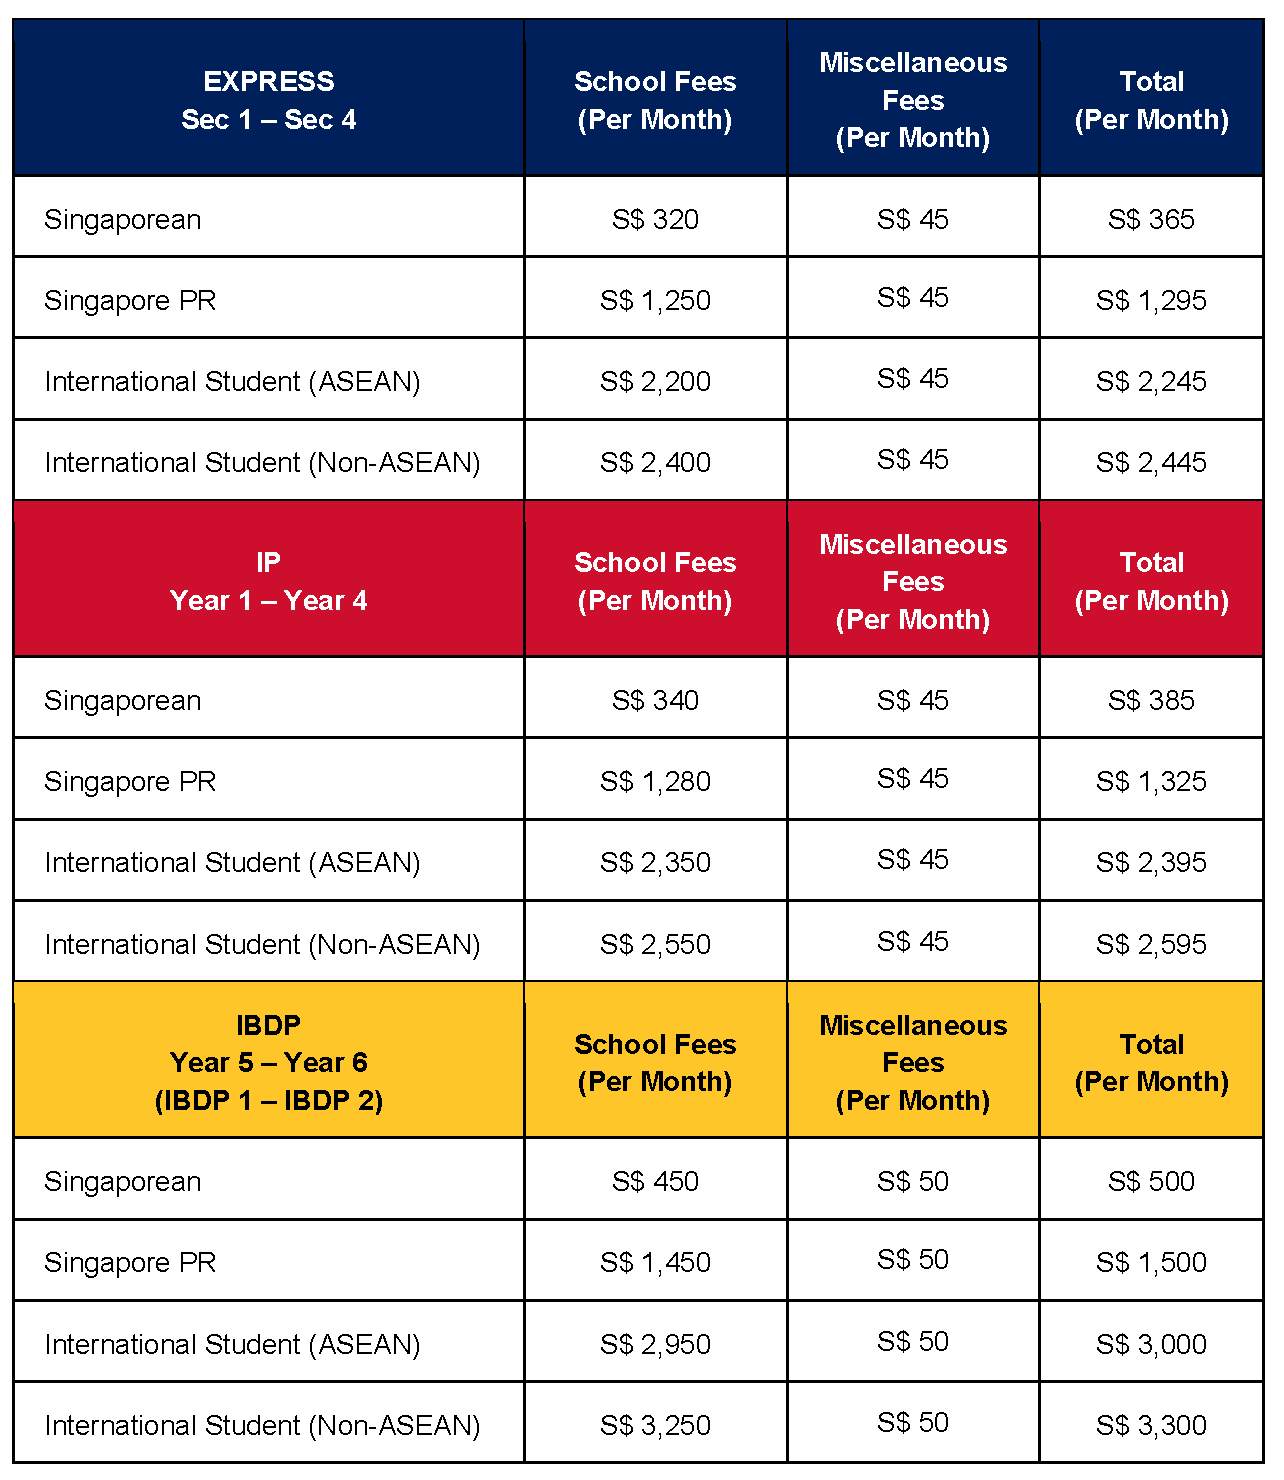 EXPRESS
Sec 1 – Sec 4
School Fees
(Per Month)
Miscellaneous
Fees
(Per Month)
Total
(Per Month)
Singaporean
S$ 320
S$ 45
S$ 365
Singapore PR
S$ 1,250
S$ 45
S$ 1,295
International Student (ASEAN)
S$ 2,200
S$ 45
S$ 2,245
International Student (Non-ASEAN)
S$ 2,400
S$ 45
S$ 2,445
IP
Year 1 – Year 4
School Fees
(Per Month)
Miscellaneous
Fees
(Per Month)
Total
(Per Month)
Singaporean
S$ 340
S$ 45
S$ 385
Singapore PR
S$ 1,280
S$ 45
S$ 1,325
International Student (ASEAN)
S$ 2,350
S$ 45
S$ 2,395
International Student (Non-ASEAN)
S$ 2,550
S$ 45
S$ 2,595
IBDP
Year 5 – Year 6
(IBDP 1 – IBDP 2)
School Fees
(Per Month)
Miscellaneous
Fees
(Per Month)
Total
(Per Month)
Singaporean
S$ 450
S$ 50
S$ 500
Singapore PR
S$ 1,450
S$ 50
S$ 1,500
International Student (ASEAN)
S$ 2,950
S$ 50
S$ 3,000
International Student (Non-ASEAN)
S$ 3,250
S$ 50
S$ 3,300